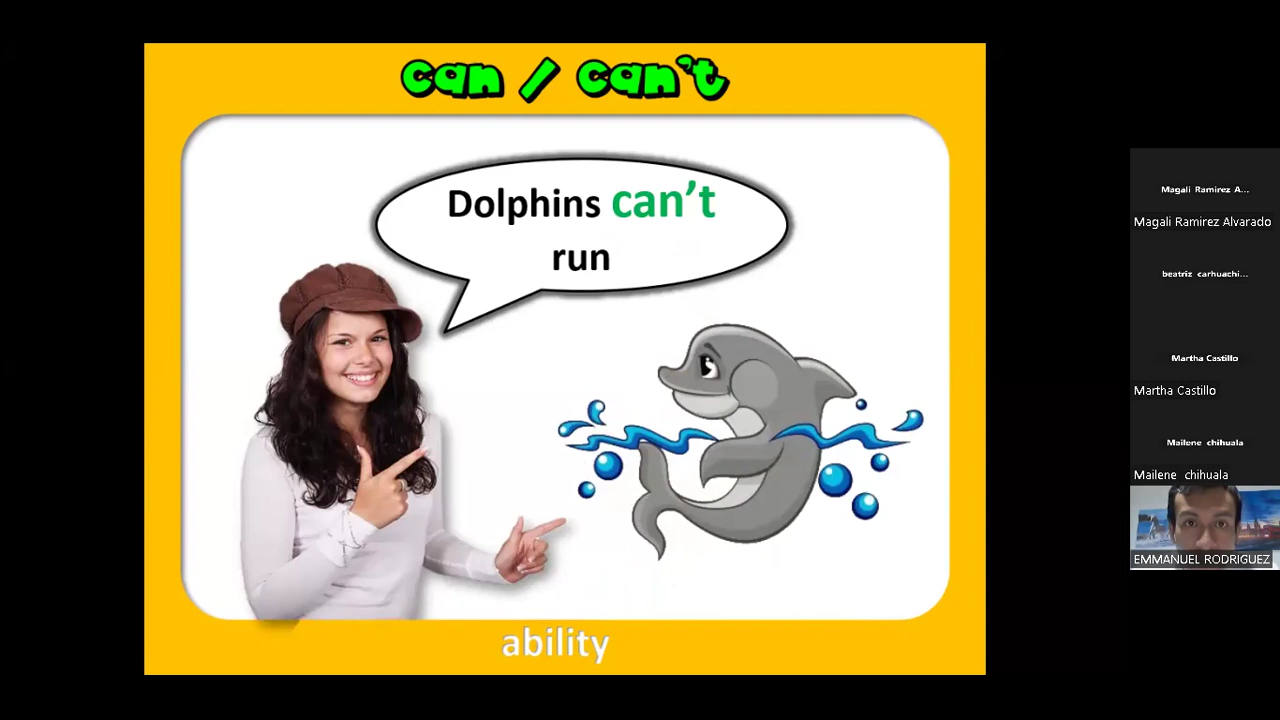 can / can't
Dolphins can't
run
ability
Magali Ramirez A...
Magali Ramirez Alvarado
beatriz carhuachi...
Martha Castillo
Martha Castillo
Mailene chihuala
Mailene chihuala
EMMANUEL RODRIGUEZ